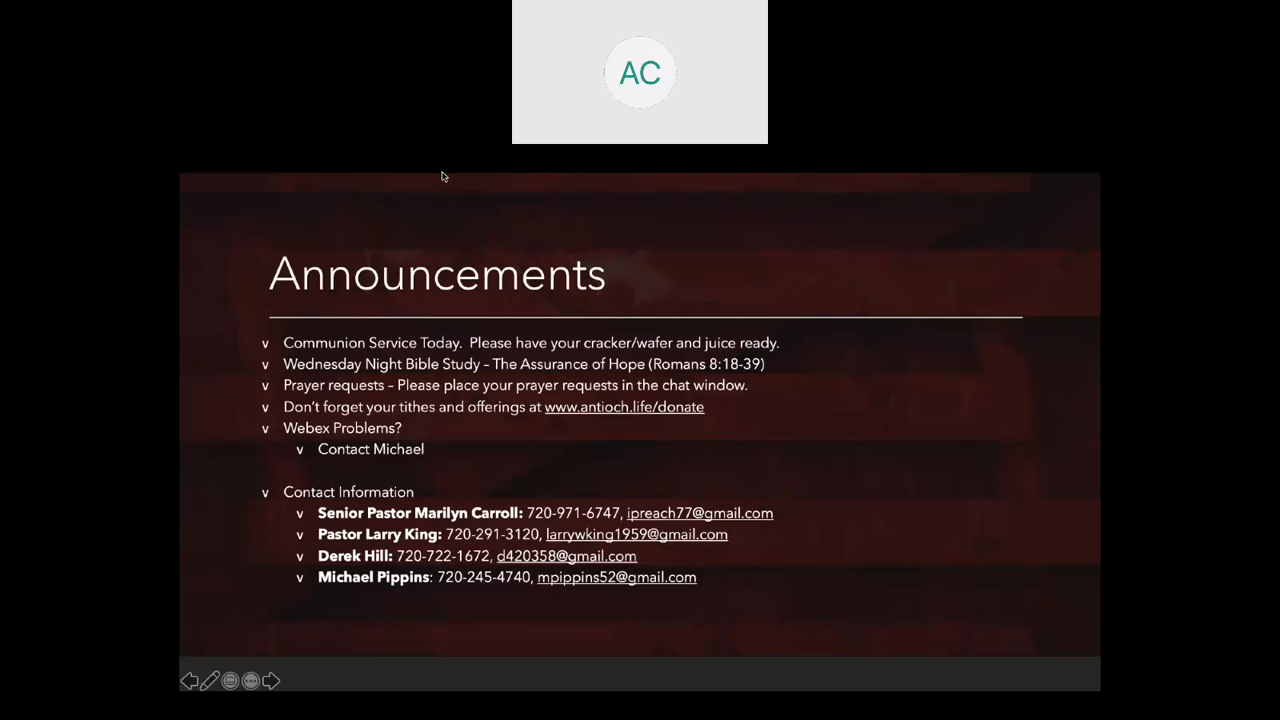 AC
Announcements
v Communion Service Today.  Please have your cracker/wafer and juice ready.
v Wednesday Night Bible Study – The Assurance of Hope (Romans 8:18-39)
v Prayer requests – Please place your prayer requests in the chat window.
v Don't forget your tithes and offerings at www.antioch.life/donate
v Webex Problems?
v Contact Michael
v Contact Information
v Senior Pastor Marilyn Carroll: 720-971-6747, ipreach77@gmail.com
v Pastor Larry King: 720-291-3120, larrywking1959@gmail.com
v Derek Hill: 720-722-1672, d420358@gmail.com
v Michael Pippins: 720-245-4740, mpippins52@gmail.com